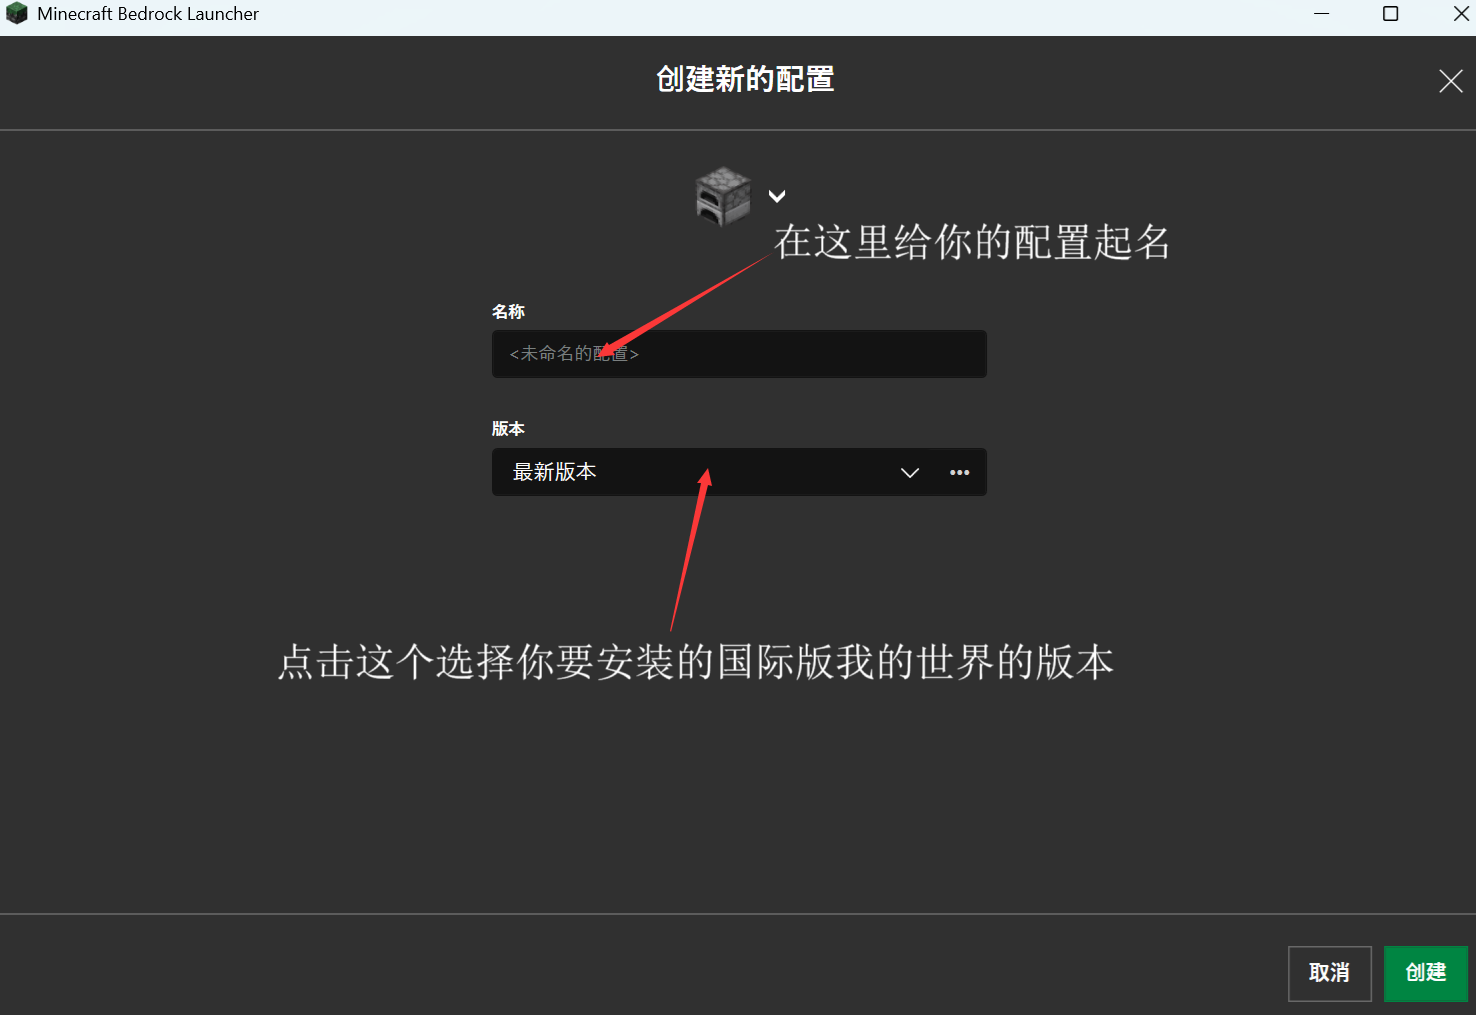 Minecraft Bedrock Launcher
创建新的配置
在这里给你的配置起名
名称
<未命名的配置>
版本
最新版本
点击这个选择你要安装的国际版我的世界的版本
取消
创建